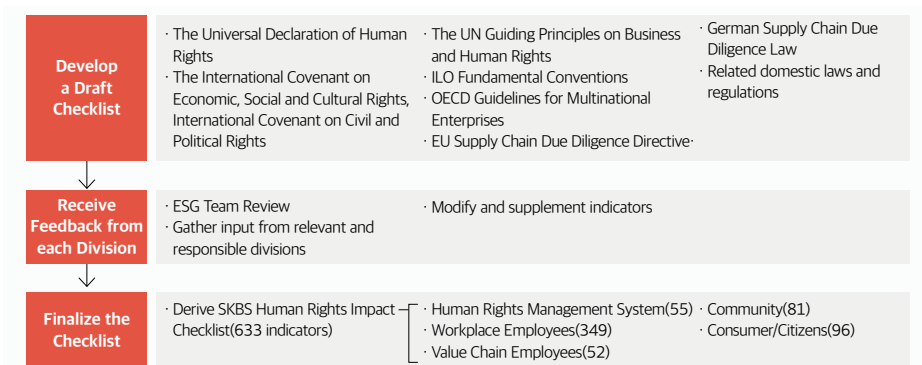 Develop
a Draft
Checklist
· The Universal Declaration of Human
Rights
· The International Covenant on
Economic, Social and Cultural Rights,
International Covenant on Civil and
Political Rights
· The UN Guiding Principles on Business
and Human Rights
· ILO Fundamental Conventions
· OECD Guidelines for Multinational
Enterprises
· EU Supply Chain Due Diligence Directive·
· German Supply Chain Due
Diligence Law
· Related domestic laws and
regulations
Receive
Feedback from
each Division
· ESG Team Review
· Gather input from relevant and
responsible divisions
· Modify and supplement indicators
Finalize the
Checklist
· Derive SKBS Human Rights Impact
Checklist(633 indicators)
· Human Rights Management System(55)
· Workplace Employees(349)
· Value Chain Employees(52)
· Community(81)
· Consumer/Citizens(96)